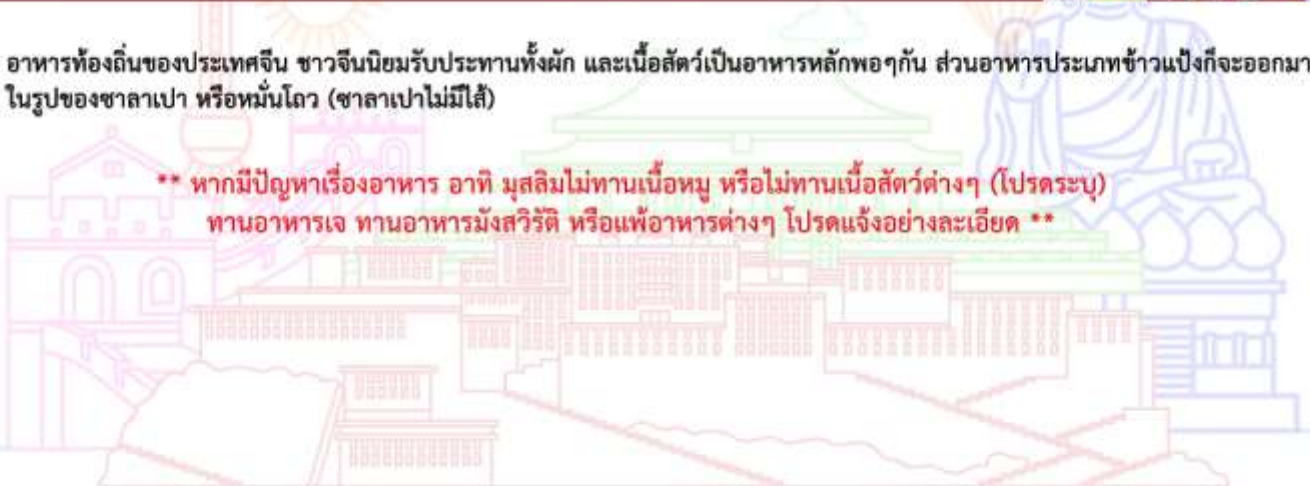 อาหารท้องถิ่นของประเทศจีน ชาวจีนนิยมรับประทานทั้งผัก และเนื้อสัตว์เป็นอาหารหลักพอๆกัน ส่วนอาหารประเภทข้าวแป้งก็จะออกมา
ในรูปของซาลาเปา หรือหมั่นโถว (ซาลาเปาไม่มีไส้)
** หากมีปัญหาเรื่องอาหาร อาทิ มุสลิมไม่ทานเนื้อหมู หรือไม่ทานเนื้อสัตว์ต่างๆ (โปรดระบุ)
ทานอาหารเจ ทานอาหารมังสวิรัติ หรือแพ้อาหารต่างๆ โปรดแจ้งอย่างละเอียด **